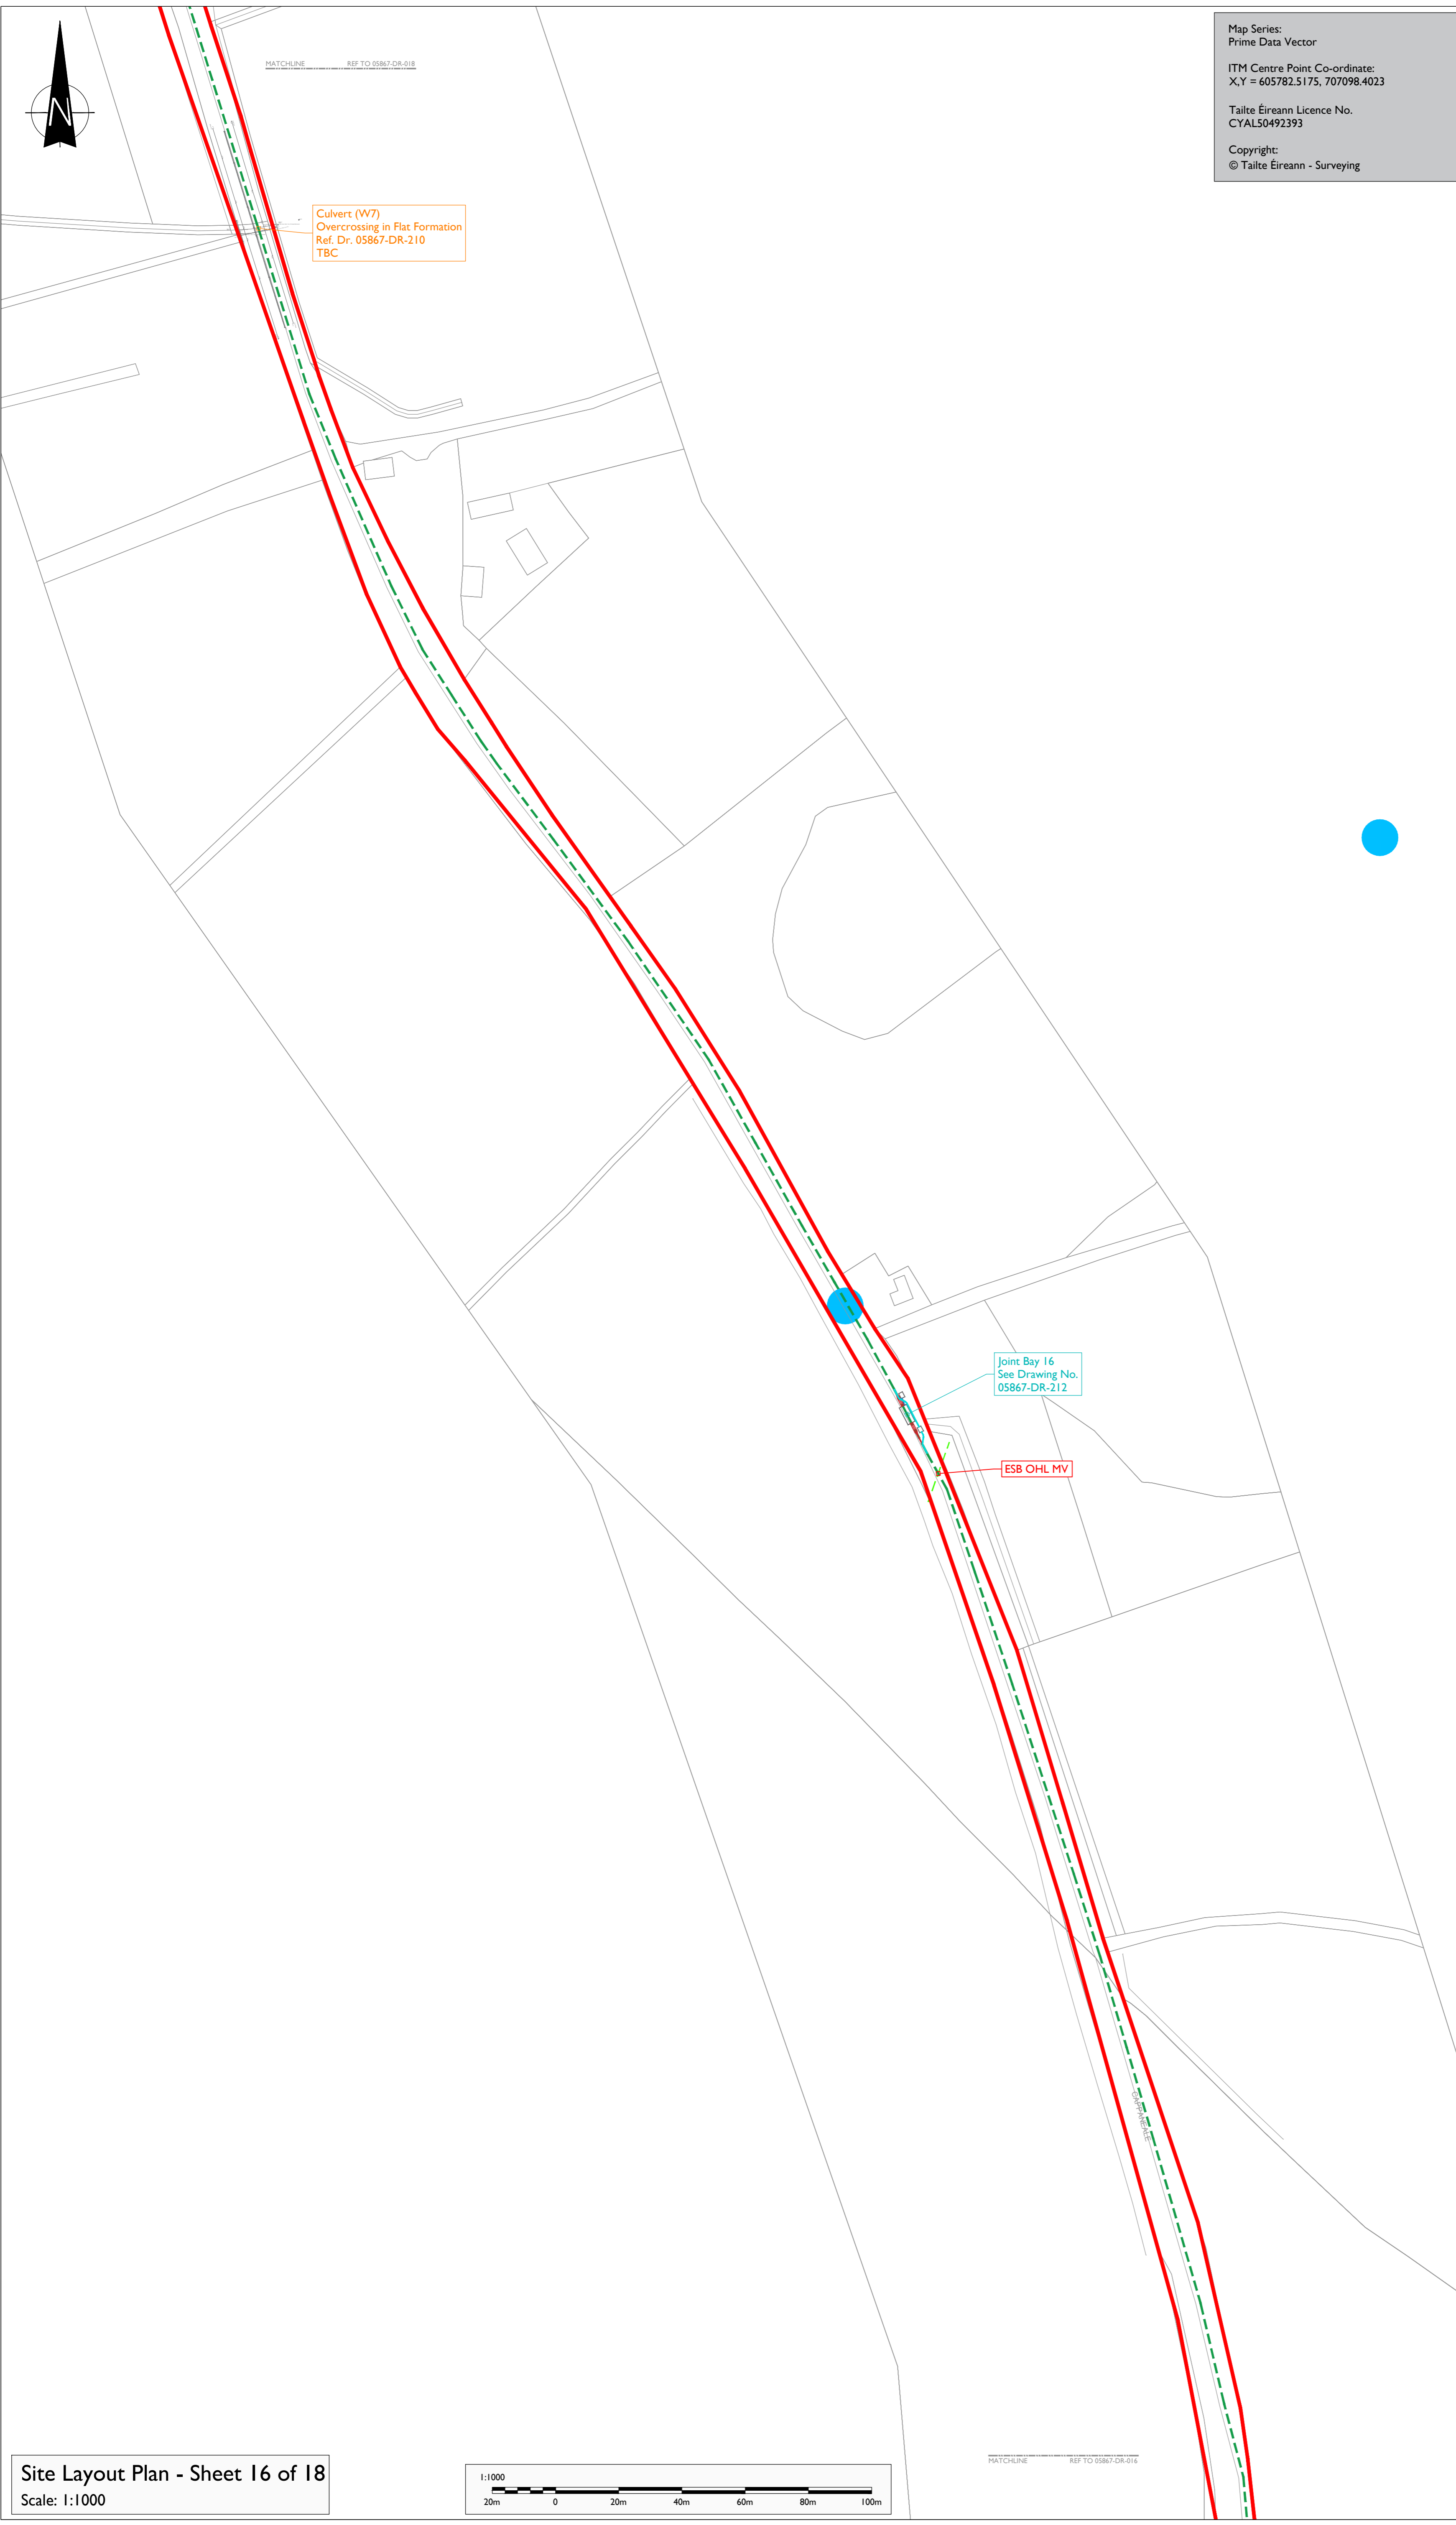 Map Series:
Prime Data Vector
ITM Centre Point Co-ordinate:
X,Y = 605782.5175, 707098.4023
Tailte Éireann Licence No.
CYAL50492393
Copyright:
© Tailte Éireann - Surveying
N
MATCHLINE REF TO 05867-DR-018
Culvert (W7)
Overcrossing in Flat Formation
Ref. Dr. 05867-DR-210
TBC
Joint Bay 16
See Drawing No.
05867-DR-212
ESB OHL MV
CAPPANEALE
MATCHLINE REF TO 05867-DR-016
Site Layout Plan - Sheet 16 of 18
Scale: 1:1000
1:1000
20m 0 20m 40m 60m 80m 100m